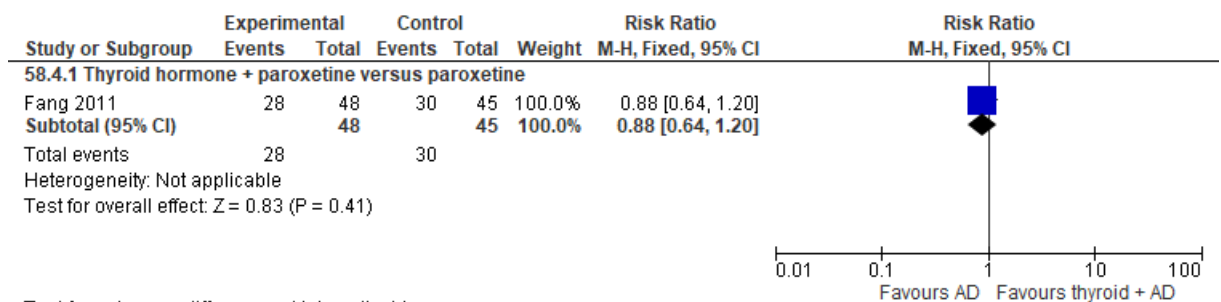 Experimental Control Risk Ratio Risk Ratio
Study or Subgroup Events Total Events Total Weight M-H, Fixed, 95% CI M-H, Fixed, 95% CI
58.4.1 Thyroid hormone + paroxetine versus paroxetine
Fang 2011 28 48 30 45 100.0% 0.88 [0.64, 1.20]
Subtotal (95% CI) 48 45 100.0% 0.88 [0.64, 1.20]
Total events 28 30
Heterogeneity: Not applicable
Test for overall effect: Z = 0.83 (P = 0.41)
0.01 0.1 1 10 100
Favours AD Favours thyroid + AD